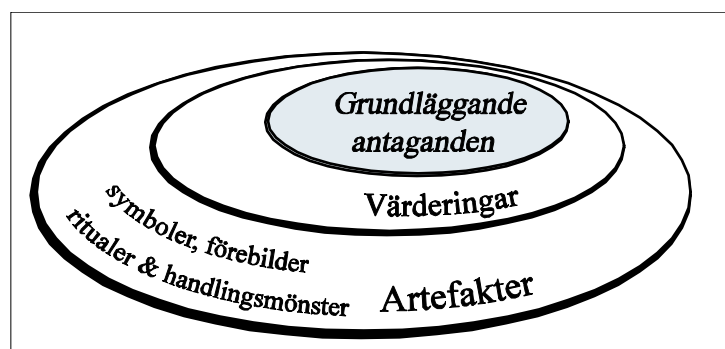 Grundläggande
antaganden
Värderingar
symboler, förebilder
ritualer & handlingsmönster
Artefakter